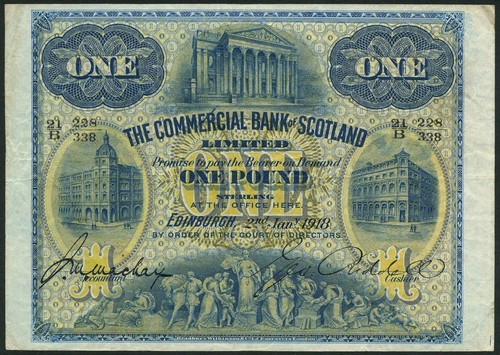 ONE ONE
21/B 228/338 21/B 228/338
THE COMMERCIAL BANK of SCOTLAND
LIMITED
Promise to pay the Bearer on Demand
ONE POUND
STERLING
AT THE OFFICE HERE.
EDINBURGH, 2nd Jany. 1918.
BY ORDER OF THE COURT OF DIRECTORS.
Accountant Cashier